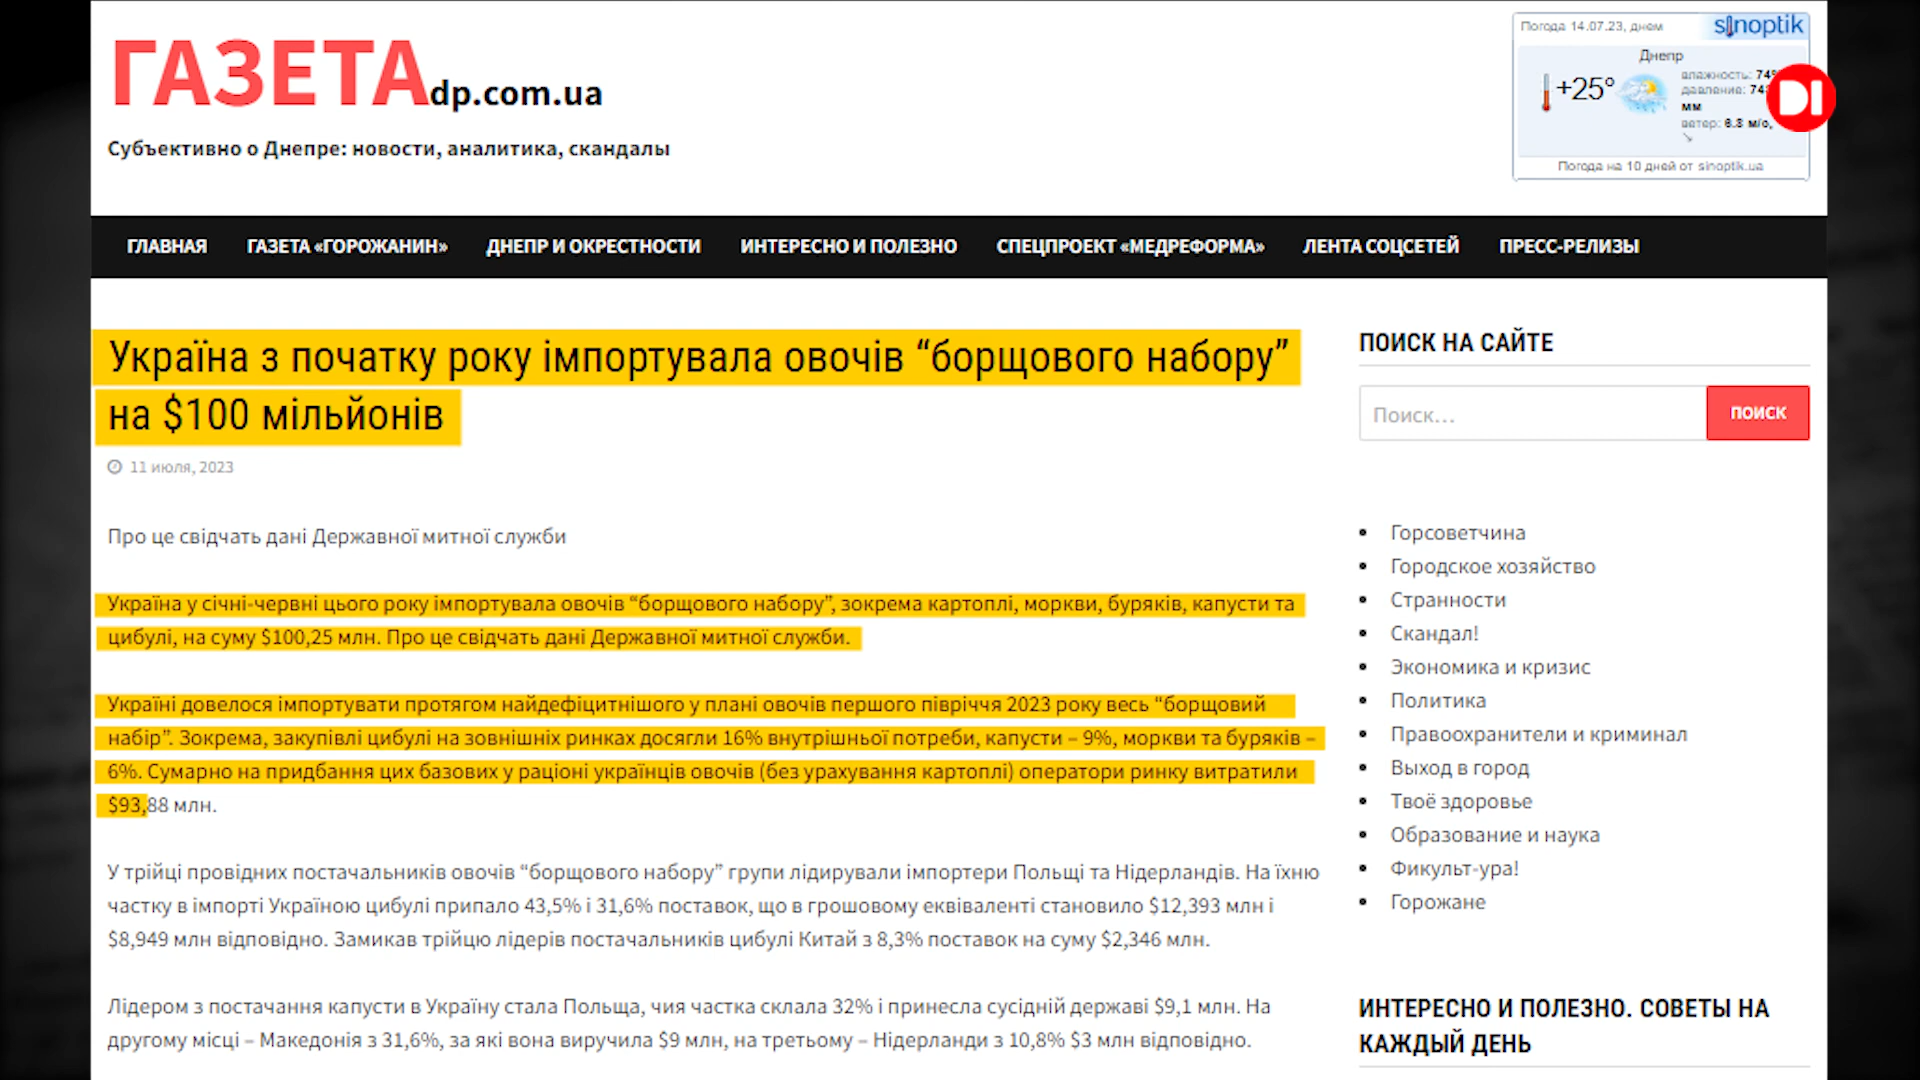 ГАЗЕТАdp.com.ua
Субъективно о Днепре: новости, аналитика, скандалы
Погода 14.07.23, днем
sinoptik
Днепр
+25°
влажность: 74%
давление: 74
мм
ветер: 6.8 м/с,
Погода на 10 дней от sinoptik.ua
DI
ГЛАВНАЯ ГАЗЕТА «ГОРОЖАНИН» ДНЕПР И ОКРЕСТНОСТИ ИНТЕРЕСНО И ПОЛЕЗНО СПЕЦПРОЕКТ «МЕДРЕФОРМА» ЛЕНТА СОЦСЕТЕЙ ПРЕСС-РЕЛИЗЫ
Україна з початку року імпортувала овочів “борщового набору”
на $100 мільйонів
11 июля, 2023
Про це свідчать дані Державної митної служби
Україна у січні-червні цього року імпортувала овочів “борщового набору”, зокрема картоплі, моркви, буряків, капусти та
цибулі, на суму $100,25 млн. Про це свідчать дані Державної митної служби.
Україні довелося імпортувати протягом найдефіцитнішого у плані овочів першого півріччя 2023 року весь “борщовий
набір”. Зокрема, закупівлі цибулі на зовнішніх ринках досягли 16% внутрішньої потреби, капусти – 9%, моркви та буряків –
6%. Сумарно на придбання цих базових у раціоні українців овочів (без урахування картоплі) оператори ринку витратили
$93,88 млн.
У трійці провідних постачальників овочів “борщового набору” групи лідирували імпортери Польщі та Нідерландів. На їхню
частку в імпорті Україною цибулі припало 43,5% і 31,6% поставок, що в грошовому еквіваленті становило $12,393 млн і
$8,949 млн відповідно. Замикав трійцю лідерів постачальників цибулі Китай з 8,3% поставок на суму $2,346 млн.
Лідером з постачання капусти в Україну стала Польща, чия частка склала 32% і принесла сусідній державі $9,1 млн. На
другому місці – Македонія з 31,6%, за які вона виручила $9 млн, на третьому – Нідерланди з 10,8% $3 млн відповідно.
ПОИСК НА САЙТЕ
Поиск…
ПОИСК
Горсоветчина
Городское хозяйство
Странности
Скандал!
Экономика и кризис
Политика
Правоохранители и криминал
Выход в город
Твоё здоровье
Образование и наука
Фикульт-ура!
Горожане
ИНТЕРЕСНО И ПОЛЕЗНО. СОВЕТЫ НА
КАЖДЫЙ ДЕНЬ